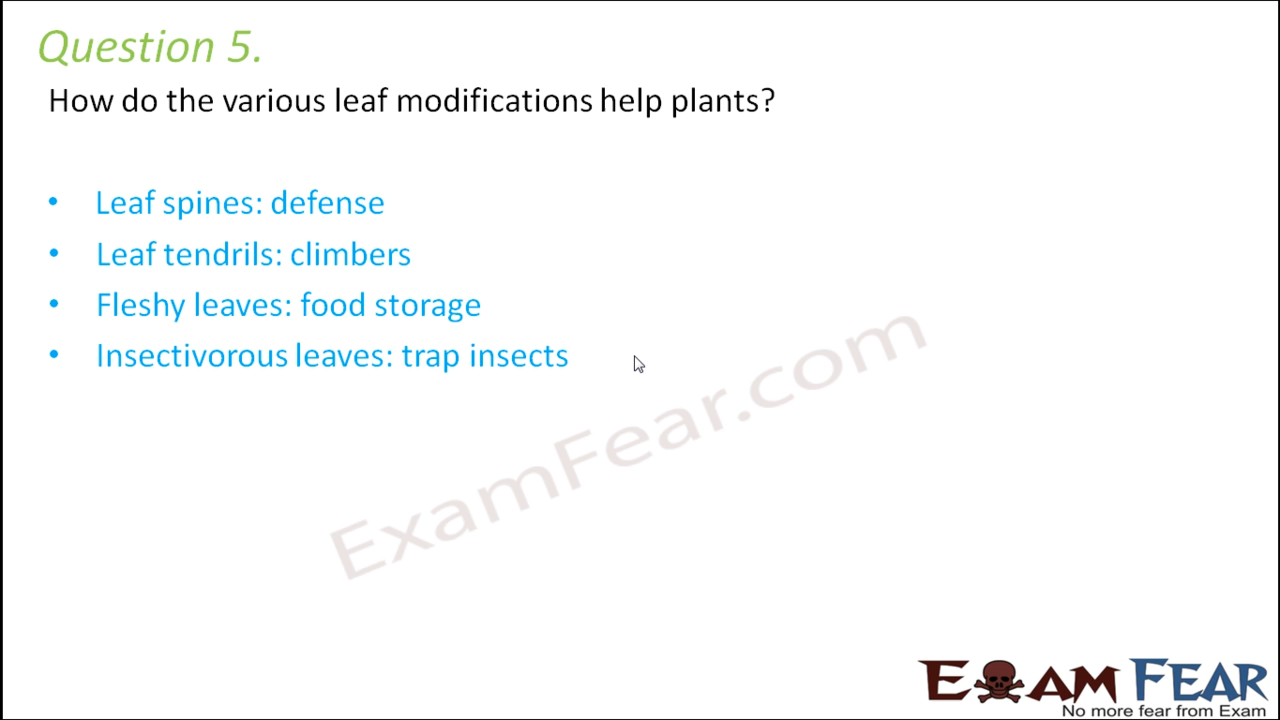 Question 5.
How do the various leaf modifications help plants?
• Leaf spines: defense
• Leaf tendrils: climbers
• Fleshy leaves: food storage
• Insectivorous leaves: trap insects
ExamFear.com
EXAM FEAR
No more fear from Exam